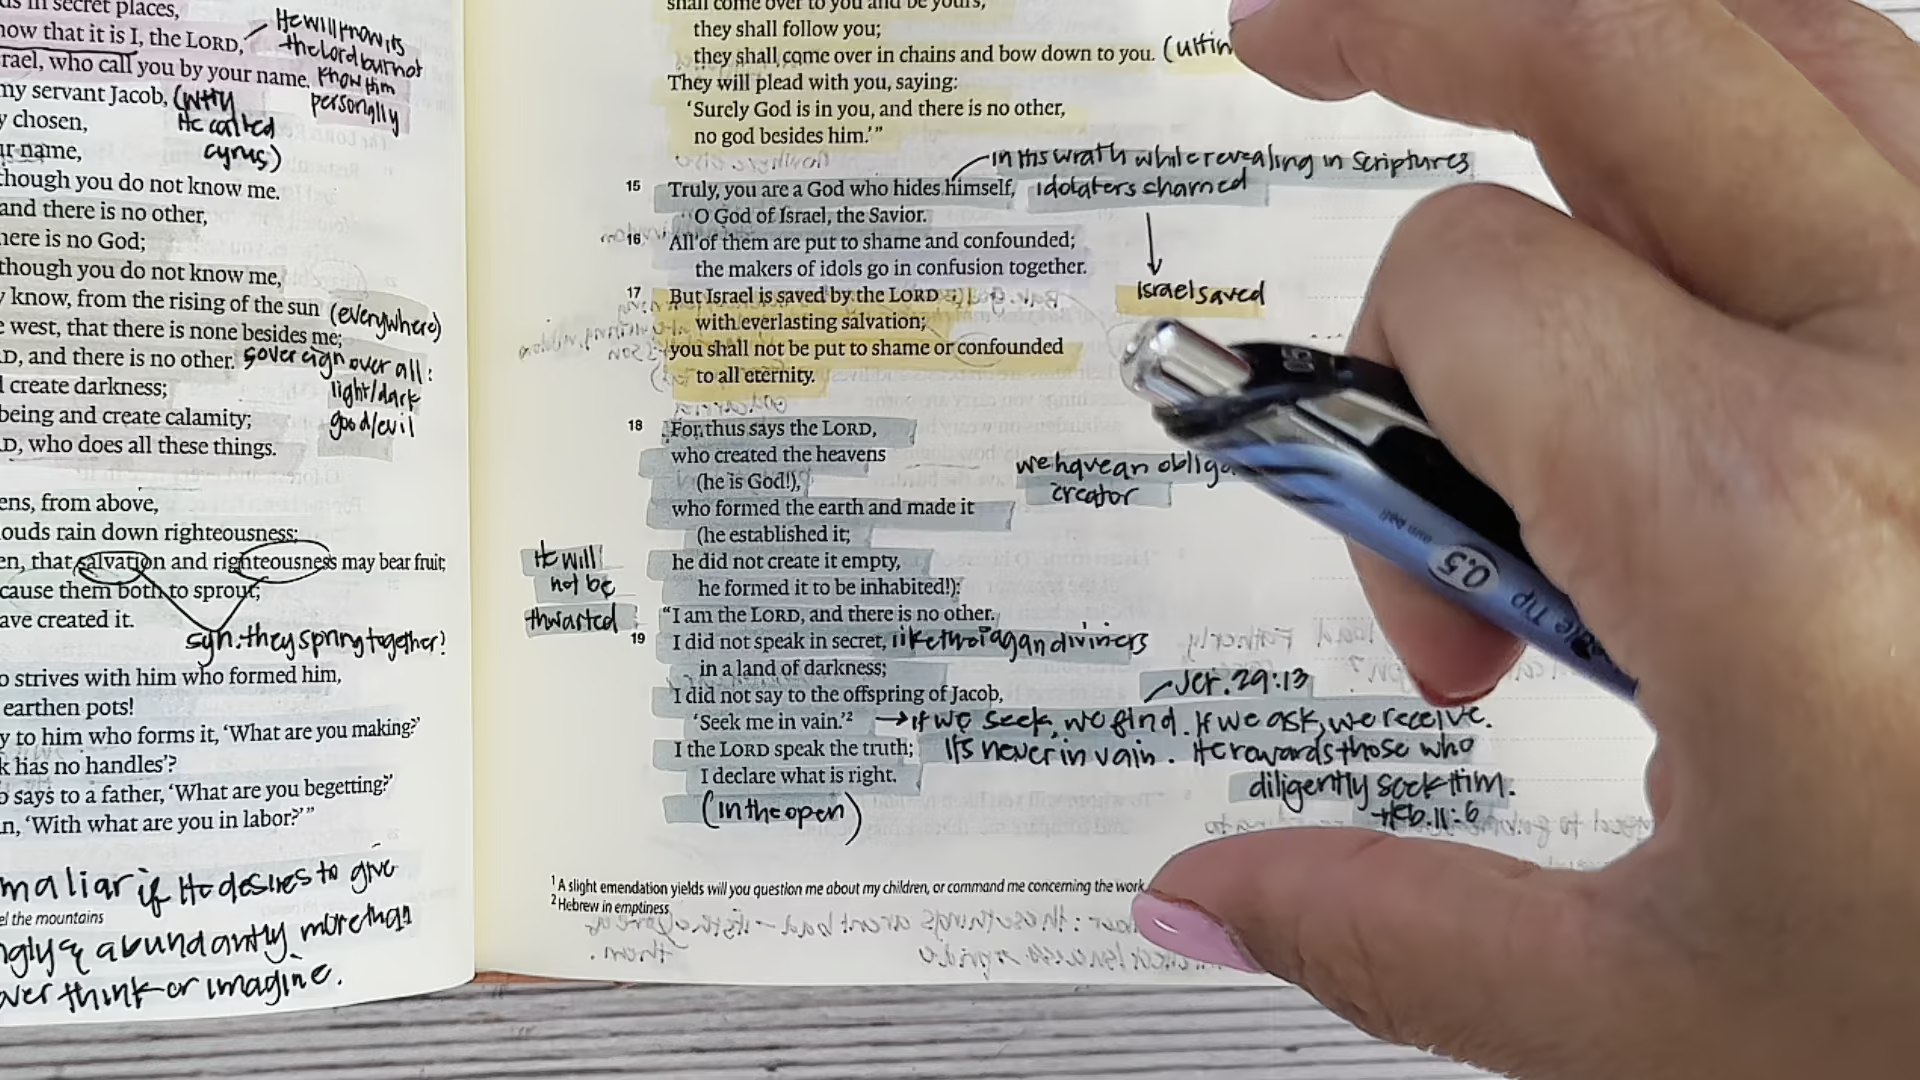 in secret places,
now that it is I, the LORD,
He will know its
the Lord but not
know him
personally
rael, who call you by your name.
my servant Jacob,
(why
He called
cyrus)
y chosen,
ur name,
though you do not know me.
and there is no other,
here is no God;
though you do not know me,
y know, from the rising of the sun (everywhere)
e west, that there is none besides me;
D, and there is no other. sovereign over all:
light/dark
good/evil
I create darkness;
being and create calamity;
D, who does all these things.
ens, from above,
louds rain down righteousness;
en, that salvation and righteousness may bear fruit;
cause them both to sprout;
ave created it.
syn. they spring together!
o strives with him who formed him,
earthen pots!
y to him who forms it, ‘What are you making?’
k has no handles’?
o says to a father, ‘What are you begetting?’
n, ‘With what are you in labor?’”
maliar if He desires to give
el the mountains
ngly & abundantly more than
over think or imagine.
shall come over to you and be yours,
they shall follow you;
they shall come over in chains and bow down to you. (ultim
They will plead with you, saying:
‘Surely God is in you, and there is no other,
no god besides him.’”
in His wrath while revealing in Scriptures
15 Truly, you are a God who hides himself,
idolaters shamed
O God of Israel, the Savior.
16 All of them are put to shame and confounded;
the makers of idols go in confusion together.
17 But Israel is saved by the LORD
Israel saved
with everlasting salvation;
you shall not be put to shame or confounded
to all eternity.
18 For thus says the LORD,
who created the heavens
(he is God!),
we have an obliga
creator
who formed the earth and made it
(he established it;
he did not create it empty,
he formed it to be inhabited!):
He will
not be
thwarted
“I am the LORD, and there is no other.
19 I did not speak in secret, like the pagan diviners
in a land of darkness;
I did not say to the offspring of Jacob,
Jer. 29:13
‘Seek me in vain.’2 →if we seek, we find. If we ask, we receive.
I the LORD speak the truth; It's never in vain. He rewards those who
I declare what is right. diligently seek Him.
(in the open) Heb. 11:6
1 A slight emendation yields will you question me about my children, or command me concerning the work
2 Hebrew in emptiness
0.5